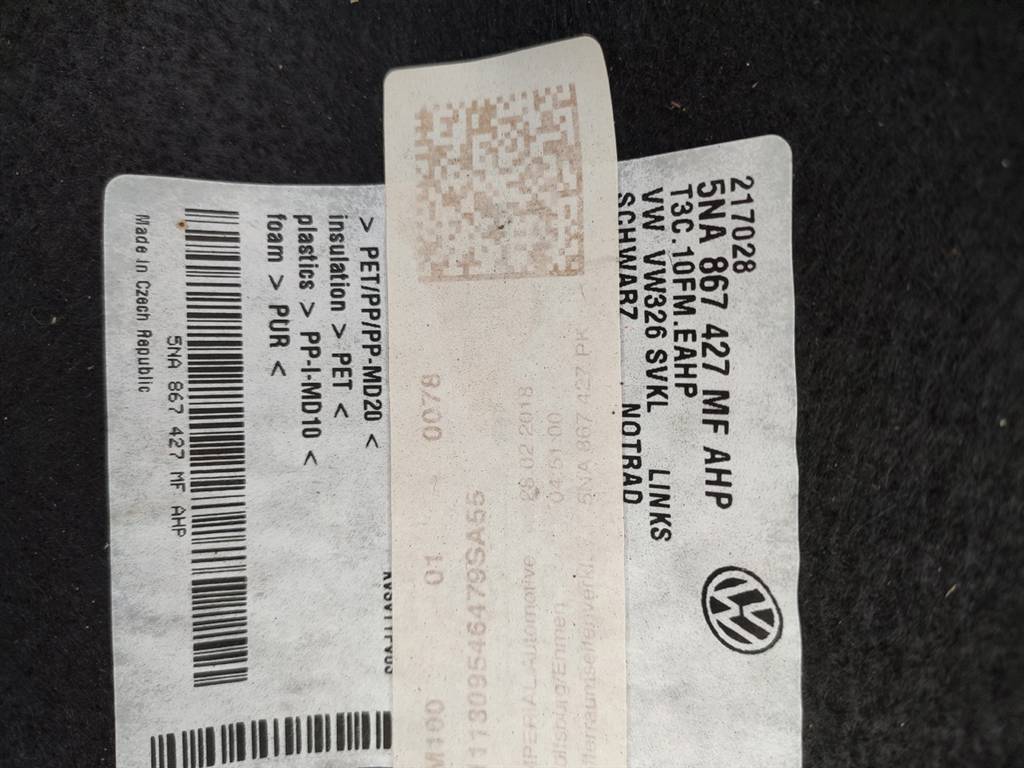 217028
5NA 867 427 MF AHP
T3C.10FM.EAHP
VW VW326 SVKL LINKS
SCHWARZ NOTRAD
> PET/PP/PP-MD20 <
insulation > PET <
plastics > PP-I-MD10 <
foam > PUR <
5NA 867 427 MF AHP
Made in Czech Republic
5NA 867 427 PK
04:51:00
26.02.2018
Automotive
01 - 0078